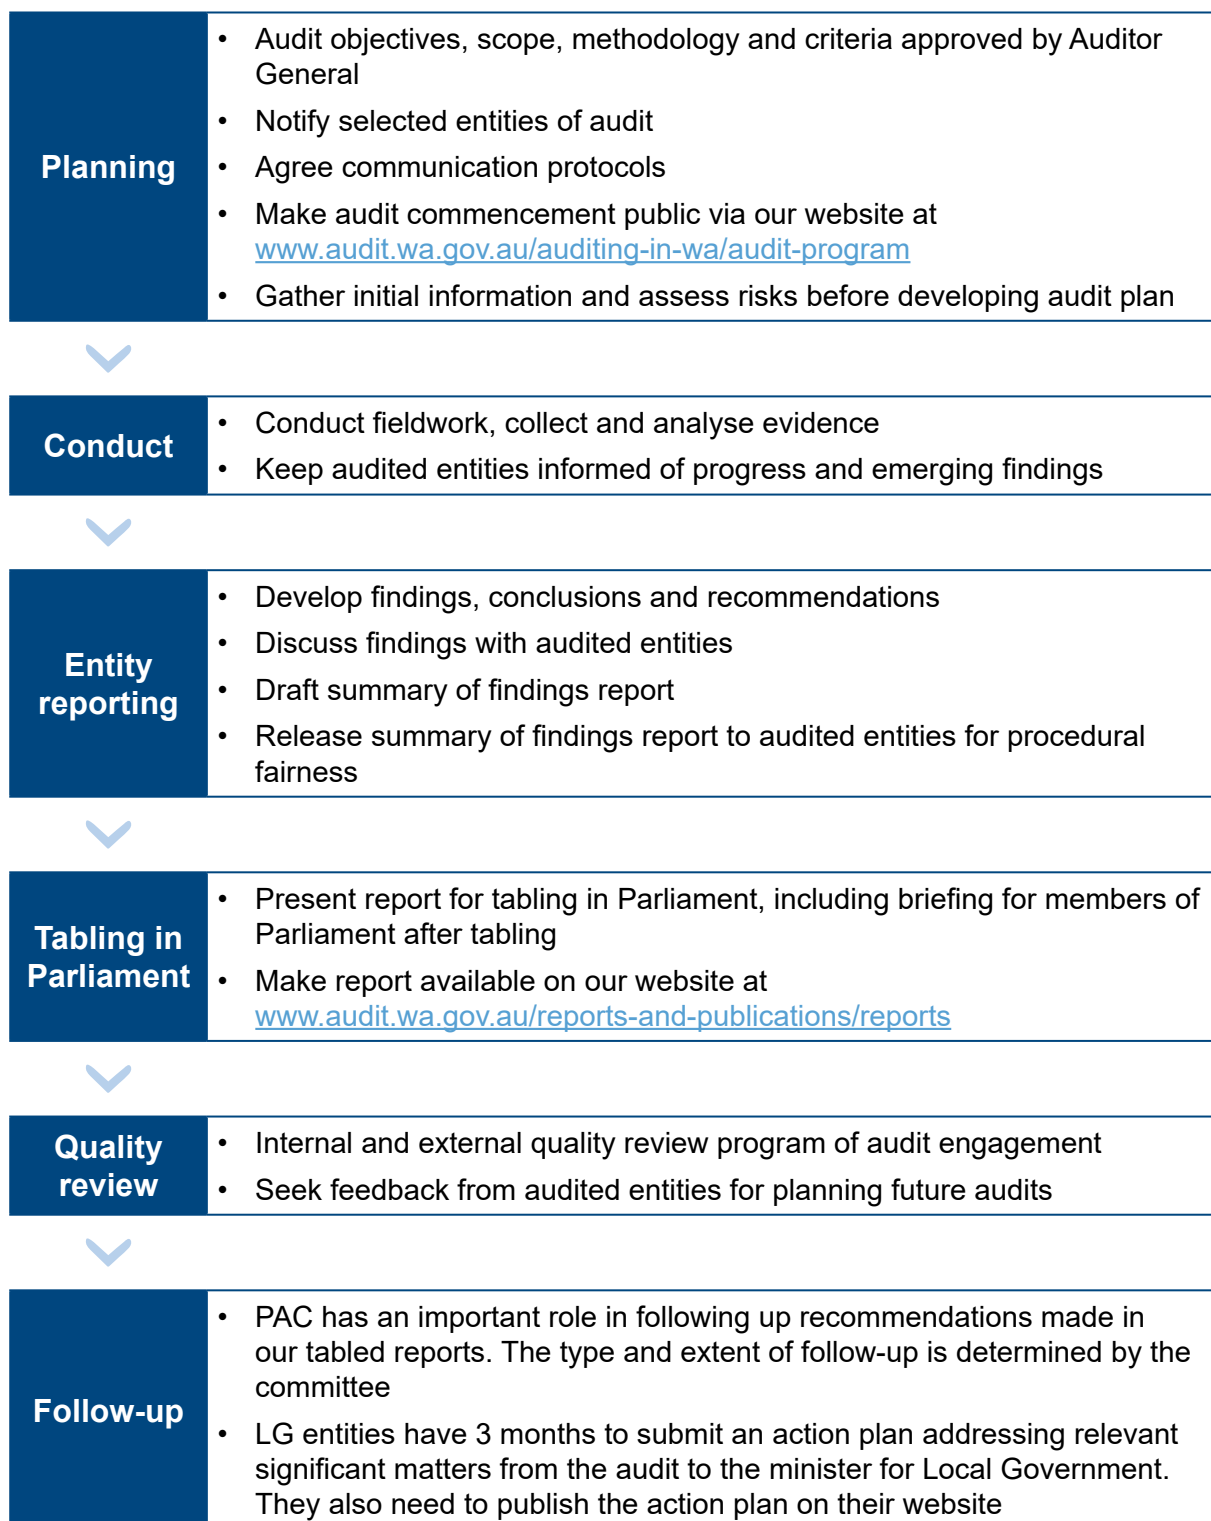 Planning
• Audit objectives, scope, methodology and criteria approved by Auditor
General
• Notify selected entities of audit
• Agree communication protocols
• Make audit commencement public via our website at
www.audit.wa.gov.au/auditing-in-wa/audit-program
• Gather initial information and assess risks before developing audit plan
Conduct
• Conduct fieldwork, collect and analyse evidence
• Keep audited entities informed of progress and emerging findings
Entity
reporting
• Develop findings, conclusions and recommendations
• Discuss findings with audited entities
• Draft summary of findings report
• Release summary of findings report to audited entities for procedural
fairness
Tabling in
Parliament
• Present report for tabling in Parliament, including briefing for members of
Parliament after tabling
• Make report available on our website at
www.audit.wa.gov.au/reports-and-publications/reports
Quality
review
• Internal and external quality review program of audit engagement
• Seek feedback from audited entities for planning future audits
Follow-up
• PAC has an important role in following up recommendations made in
our tabled reports. The type and extent of follow-up is determined by the
committee
• LG entities have 3 months to submit an action plan addressing relevant
significant matters from the audit to the minister for Local Government.
They also need to publish the action plan on their website